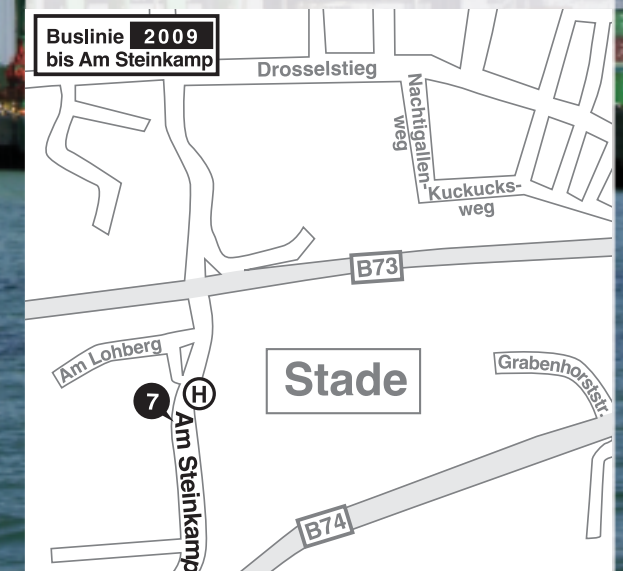 Buslinie 2009
bis Am Steinkamp
Drosselstieg
Nachtigallen-
weg
Kuckucks-
weg
B73
Am Lohberg
Stade
Grabenhorststr.
7
H
Am Steinkamp
B74